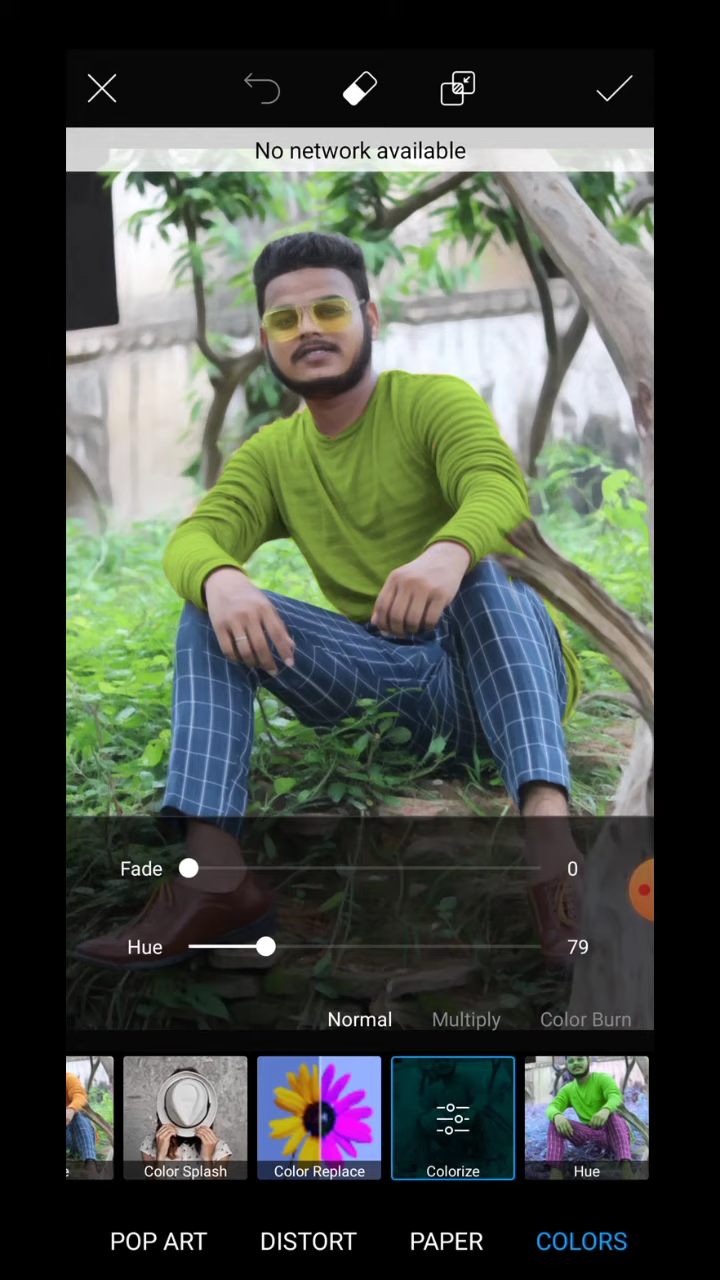 No network available
Fade 0
Hue 79
Normal Multiply Color Burn
e Color Splash Color Replace Colorize Hue
POP ART DISTORT PAPER COLORS